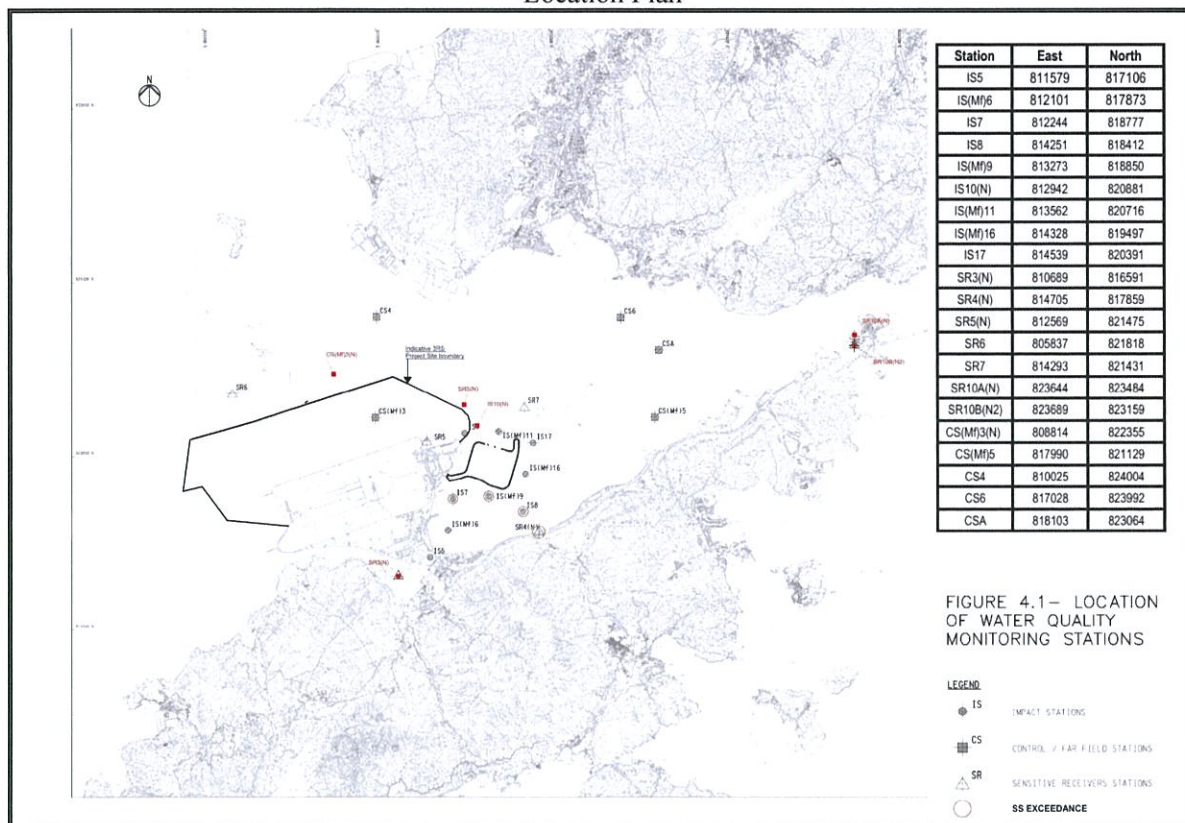 Location Plan
N
Station East North
IS5 811579 817106
IS(Mf)6 812101 817873
IS7 812244 818777
IS8 814251 818412
IS(Mf)9 813273 818850
IS10(N) 812942 820881
IS(Mf)11 813562 820716
IS(Mf)16 814328 819497
IS17 814539 820391
SR3(N) 810689 816591
SR4(N) 814705 817859
SR5(N) 812569 821475
SR6 805837 821818
SR7 814293 821431
SR10A(N) 823644 823484
SR10B(N2) 823689 823159
CS(Mf)3(N) 808814 822355
CS(Mf)5 817990 821129
CS4 810025 824004
CS6 817028 823992
CSA 818103 823064
CS4
CS6
SR10A(N)
CSA
SR10B(N2)
Indicative 3RS
Project Site boundary
CS(Mf)3(N)
SR6
SR5(N)
SR7
IS10(N)
CS(Mf)3
CS(Mf)5
IS(Mf)11
SR5
IS17
IS(Mf)16
IS7
IS(Mf)9
IS8
IS(Mf)6
SR4(N)
IS5
SR3(N)
FIGURE 4.1– LOCATION
OF WATER QUALITY
MONITORING STATIONS
LEGEND
IS IMPACT STATIONS
CS CONTROL / FAR FIELD STATIONS
SR SENSITIVE RECEIVERS STATIONS
SS EXCEEDANCE